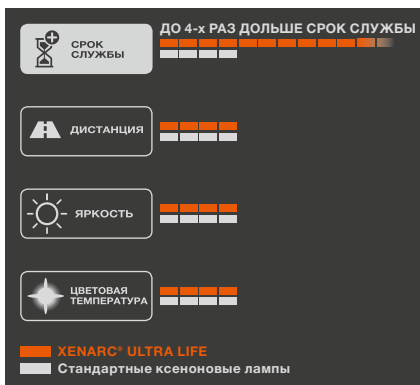 ДО 4-х РАЗ ДОЛЬШЕ СРОК СЛУЖБЫ
СРОК
СЛУЖБЫ
ДИСТАНЦИЯ
ЯРКОСТЬ
ЦВЕТОВАЯ
ТЕМПЕРАТУРА
XENARC® ULTRA LIFE
Стандартные ксеноновые лампы